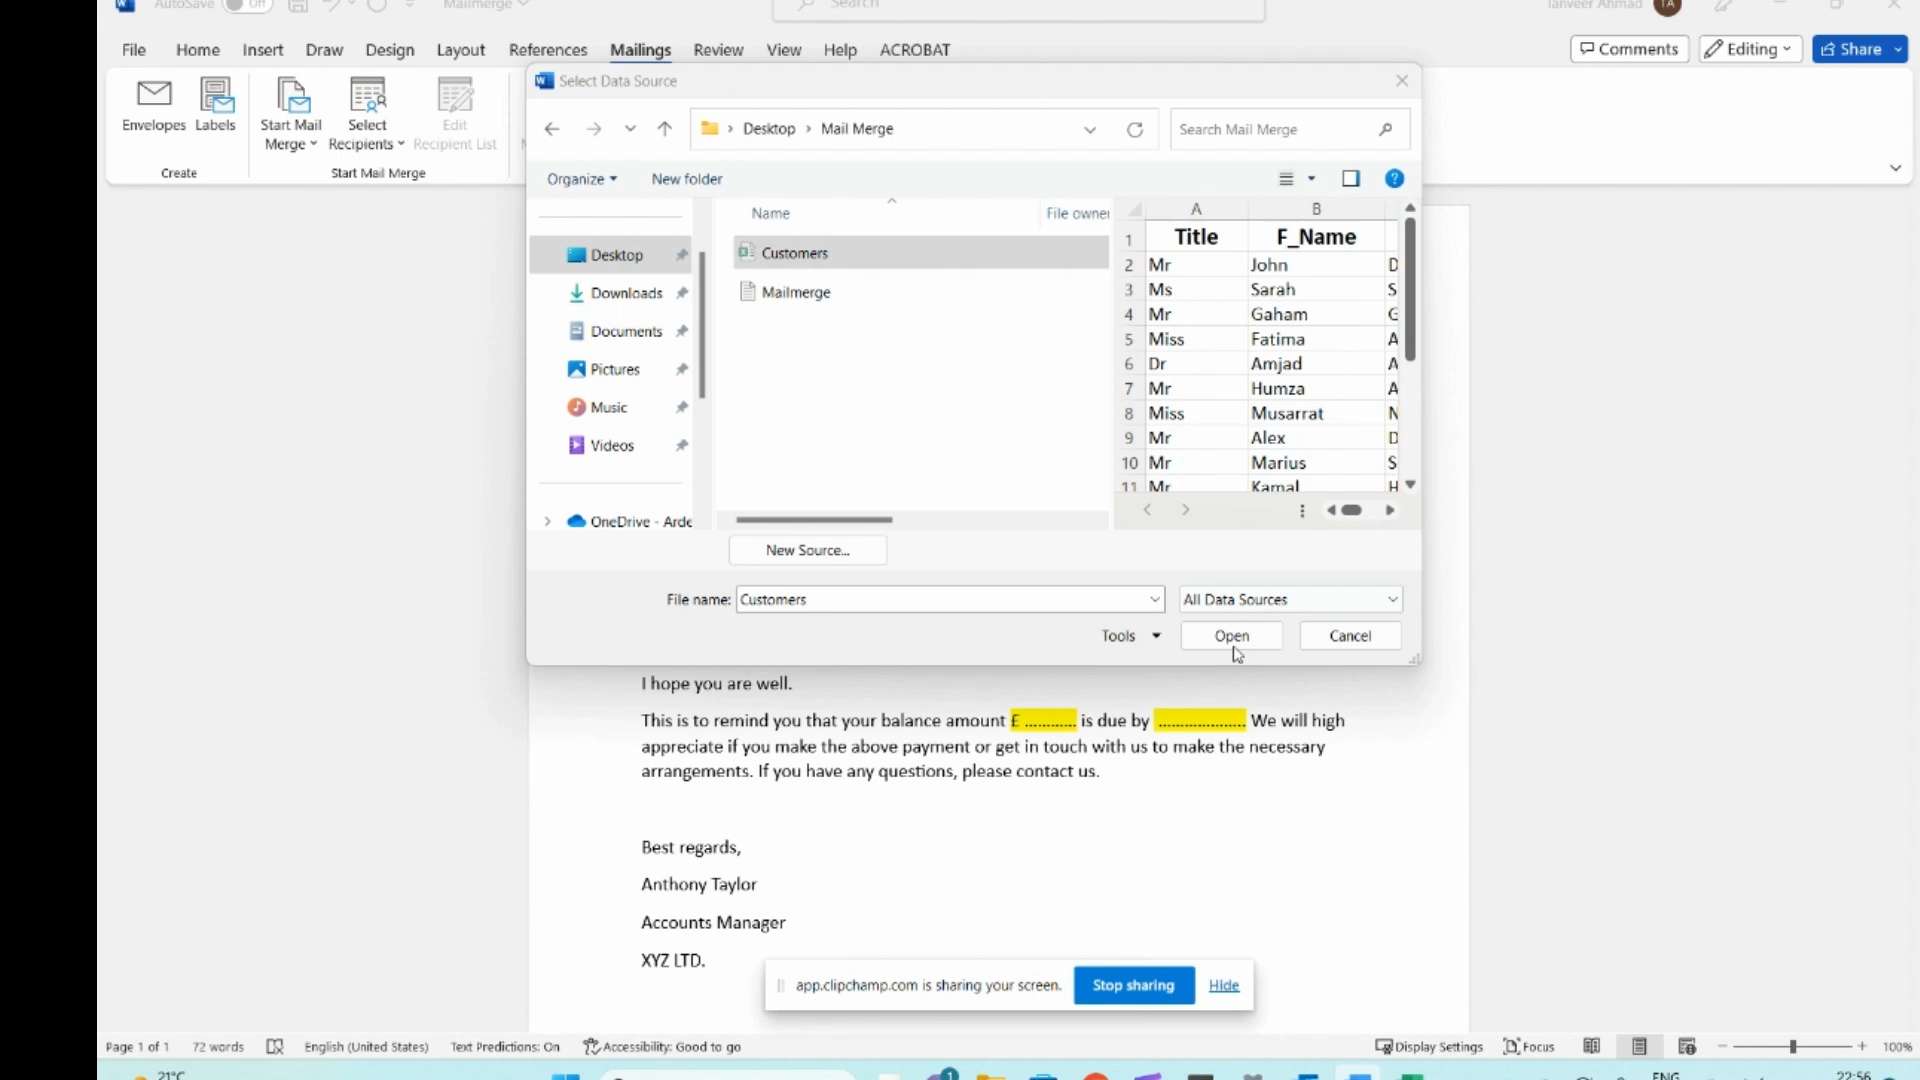 AutoSave Off Mailmerge Search Tanveer Ahmad TA
File Home Insert Draw Design Layout References Mailings Review View Help ACROBAT Comments Editing Share
Envelopes Labels Start Mail Merge Select Recipients Edit Recipient List
Create Start Mail Merge
Select Data Source
Desktop > Mail Merge Search Mail Merge
Organize New folder
Name File owner
Desktop
Downloads
Documents
Pictures
Music
Videos
OneDrive - Arde
Customers
Mailmerge
A B
1 Title F_Name
2 Mr John D
3 Ms Sarah S
4 Mr Gaham G
5 Miss Fatima A
6 Dr Amjad A
7 Mr Humza A
8 Miss Musarrat N
9 Mr Alex D
10 Mr Marius S
11 Mr Kamal H
New Source...
File name: Customers All Data Sources
Tools Open Cancel
I hope you are well.
This is to remind you that your balance amount £ ............ is due by .................... We will high
appreciate if you make the above payment or get in touch with us to make the necessary
arrangements. If you have any questions, please contact us.
Best regards,
Anthony Taylor
Accounts Manager
XYZ LTD.
app.clipchamp.com is sharing your screen. Stop sharing Hide
Page 1 of 1 72 words English (United States) Text Predictions: On Accessibility: Good to go Display Settings Focus 100%
21°C 1 ENG 22:56